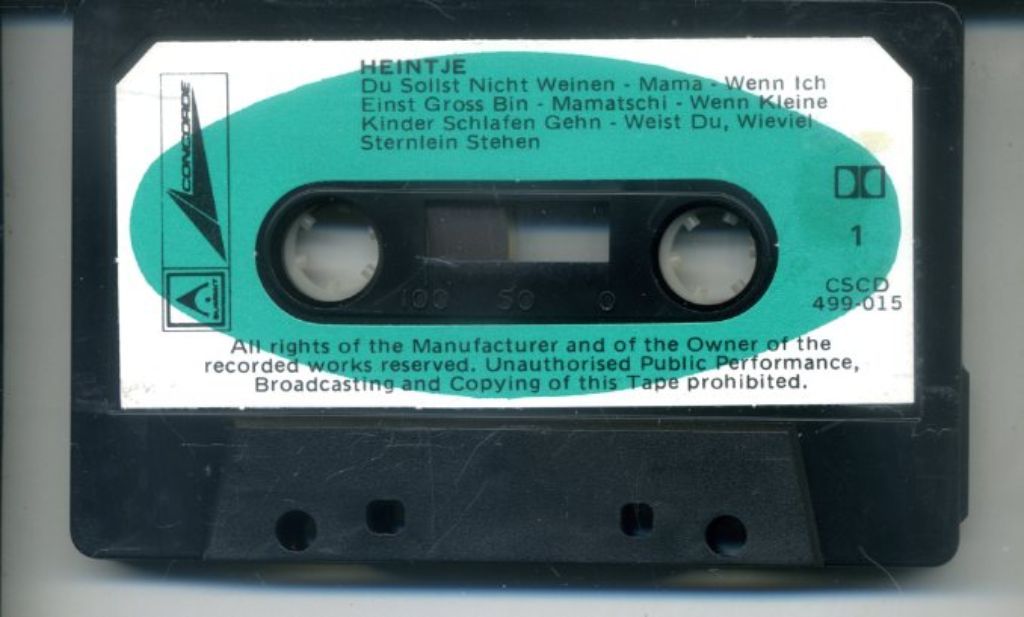 HEINTJE
Du Sollst Nicht Weinen - Mama - Wenn Ich
Einst Gross Bin - Mamatschi - Wenn Kleine
Kinder Schlafen Gehn - Weist Du, Wieviel
Sternlein Stehen
CONCORDE
SUMMIT
1
CSCD
499-015
100 50 0
All rights of the Manufacturer and of the Owner of the
recorded works reserved. Unauthorised Public Performance,
Broadcasting and Copying of this Tape prohibited.